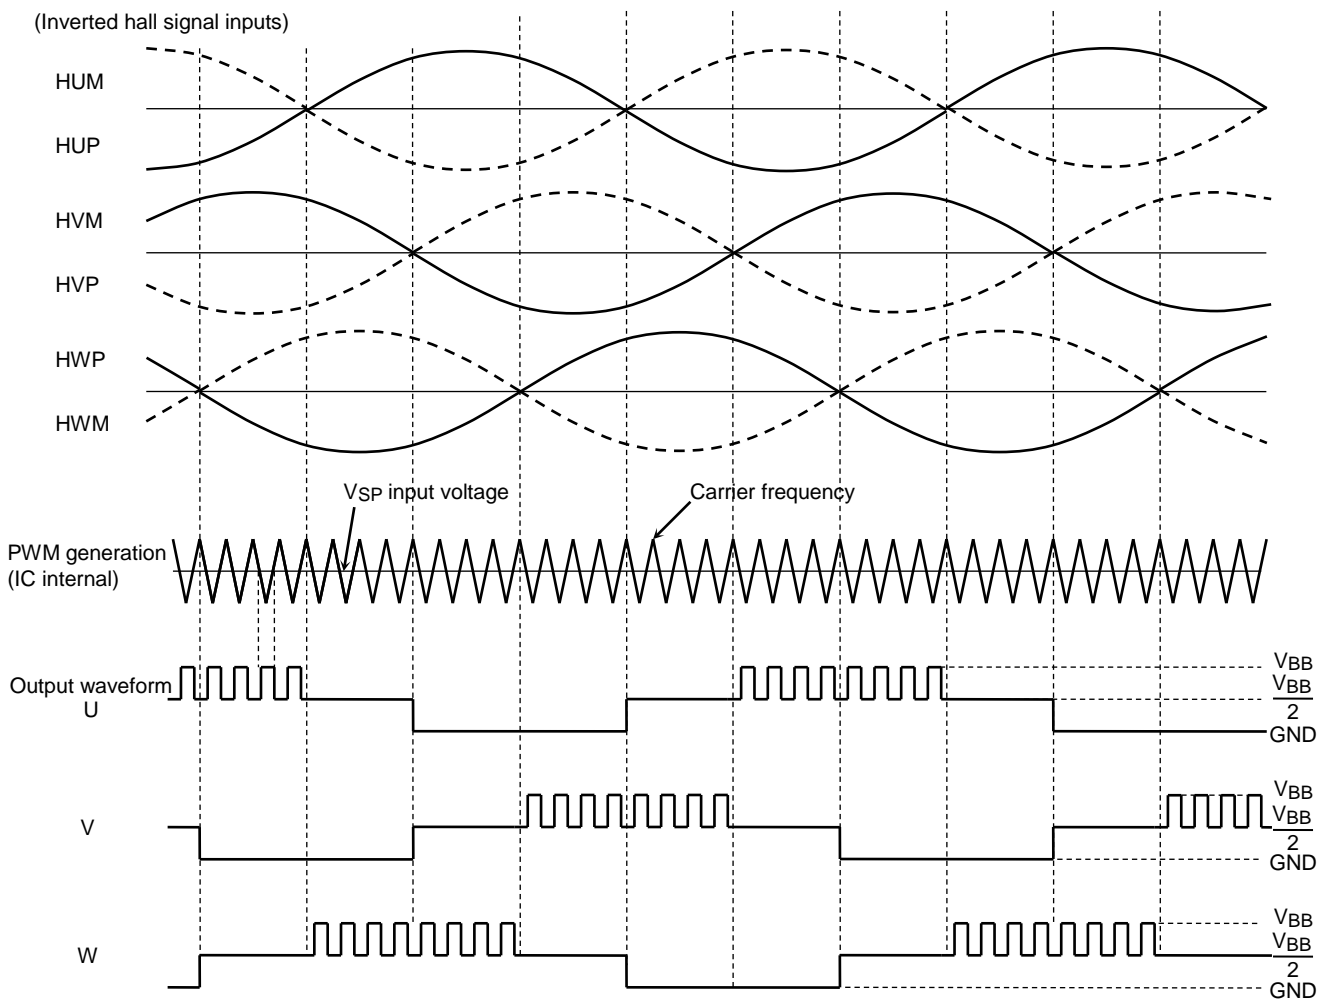 (Inverted hall signal inputs)
HUM
HUP
HVM
HVP
HWP
HWM
VSP input voltage
Carrier frequency
PWM generation
(IC internal)
Output waveform
U
VBB
VBB
2
GND
V
VBB
VBB
2
GND
W
VBB
VBB
2
GND